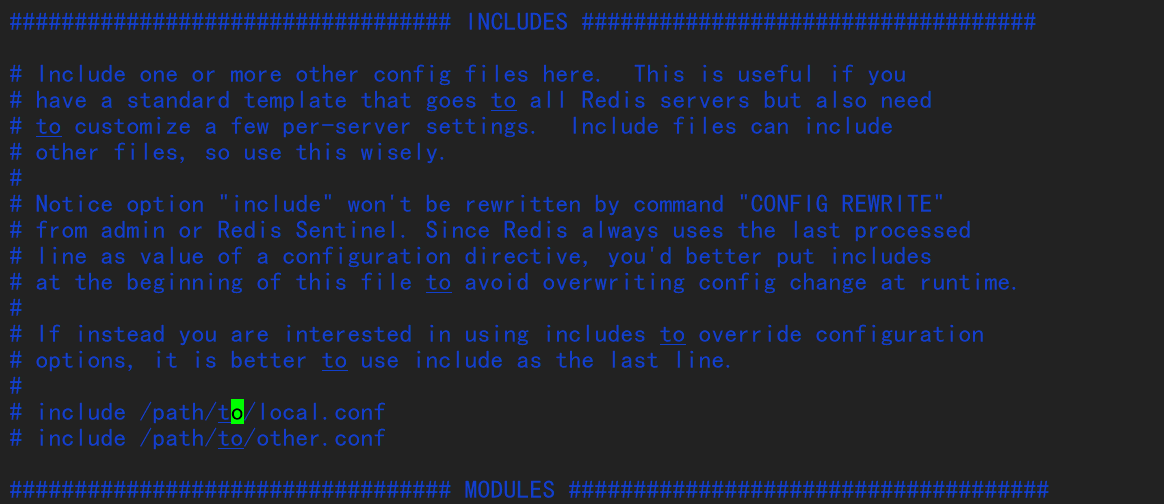 ################################## INCLUDES ###################################

# Include one or more other config files here.  This is useful if you
# have a standard template that goes to all Redis servers but also need
# to customize a few per-server settings.  Include files can include
# other files, so use this wisely.
#
# Notice option "include" won't be rewritten by command "CONFIG REWRITE"
# from admin or Redis Sentinel. Since Redis always uses the last processed
# line as value of a configuration directive, you'd better put includes
# at the beginning of this file to avoid overwriting config change at runtime.
#
# If instead you are interested in using includes to override configuration
# options, it is better to use include as the last line.
#
# include /path/to/local.conf
# include /path/to/other.conf

################################## MODULES #####################################